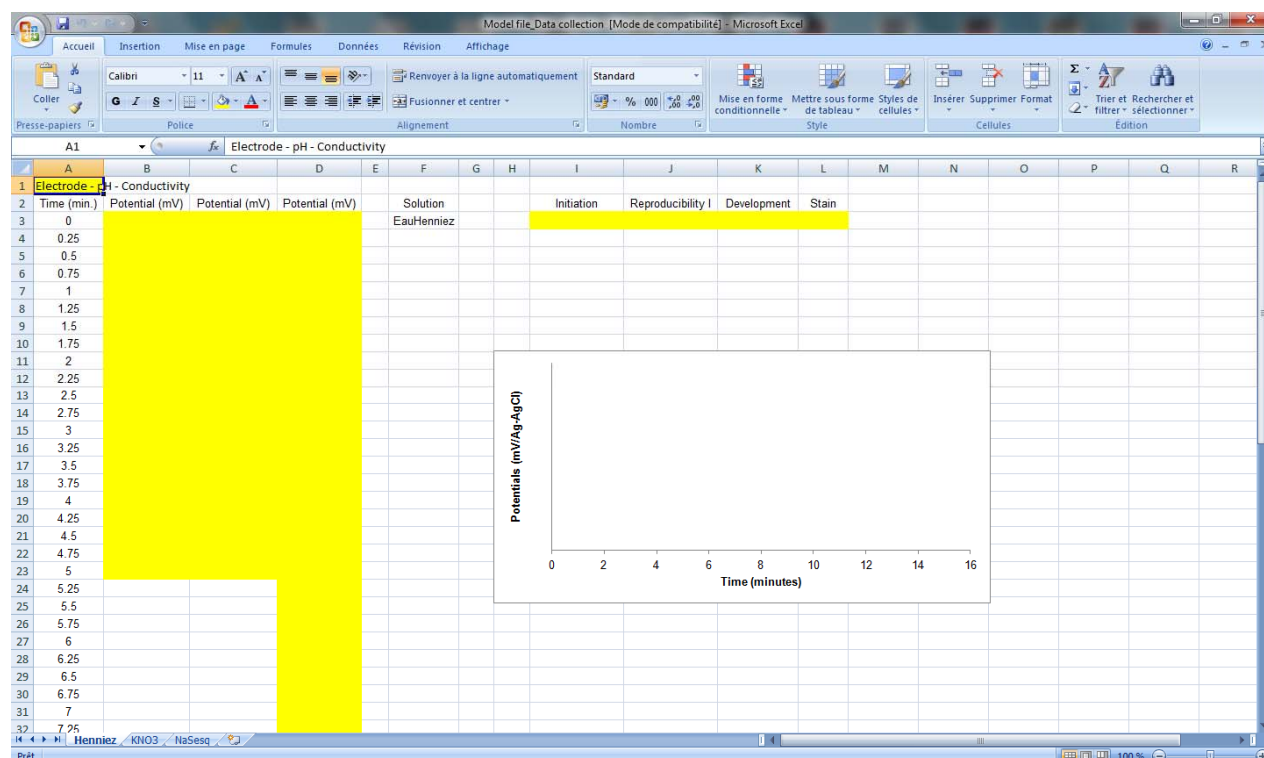 Model file_Data collection [Mode de compatibilité] - Microsoft Excel
Accueil Insertion Mise en page Formules Données Révision Affichage
Calibri 11 A A Renvoyer à la ligne automatiquement Standard
Coller G I S A Fusionner et centrer % 000 Mise en forme conditionnelle Mettre sous forme de tableau Styles de cellules Insérer Supprimer Format Σ Trier et filtrer Rechercher et sélectionner
Presse-papiers Police Alignement Nombre Style Cellules Édition
A1 fx Electrode - pH - Conductivity
A B C D E F G H I J K L M N O P Q R
1 Electrode - pH - Conductivity
2 Time (min.) Potential (mV) Potential (mV) Potential (mV) Solution Initiation Reproducibility I Development Stain
3 0 EauHenniez
4 0.25
5 0.5
6 0.75
7 1
8 1.25
9 1.5
10 1.75
11 2
12 2.25
13 2.5
14 2.75
15 3
16 3.25
17 3.5
18 3.75
19 4
20 4.25
21 4.5
22 4.75
23 5
24 5.25
25 5.5
26 5.75
27 6
28 6.25
29 6.5
30 6.75
31 7
32 7.25
Potentials (mV/Ag-AgCl)
0 2 4 6 8 10 12 14 16
Time (minutes)
Henniez KNO3 NaSesq
Prêt 100 %